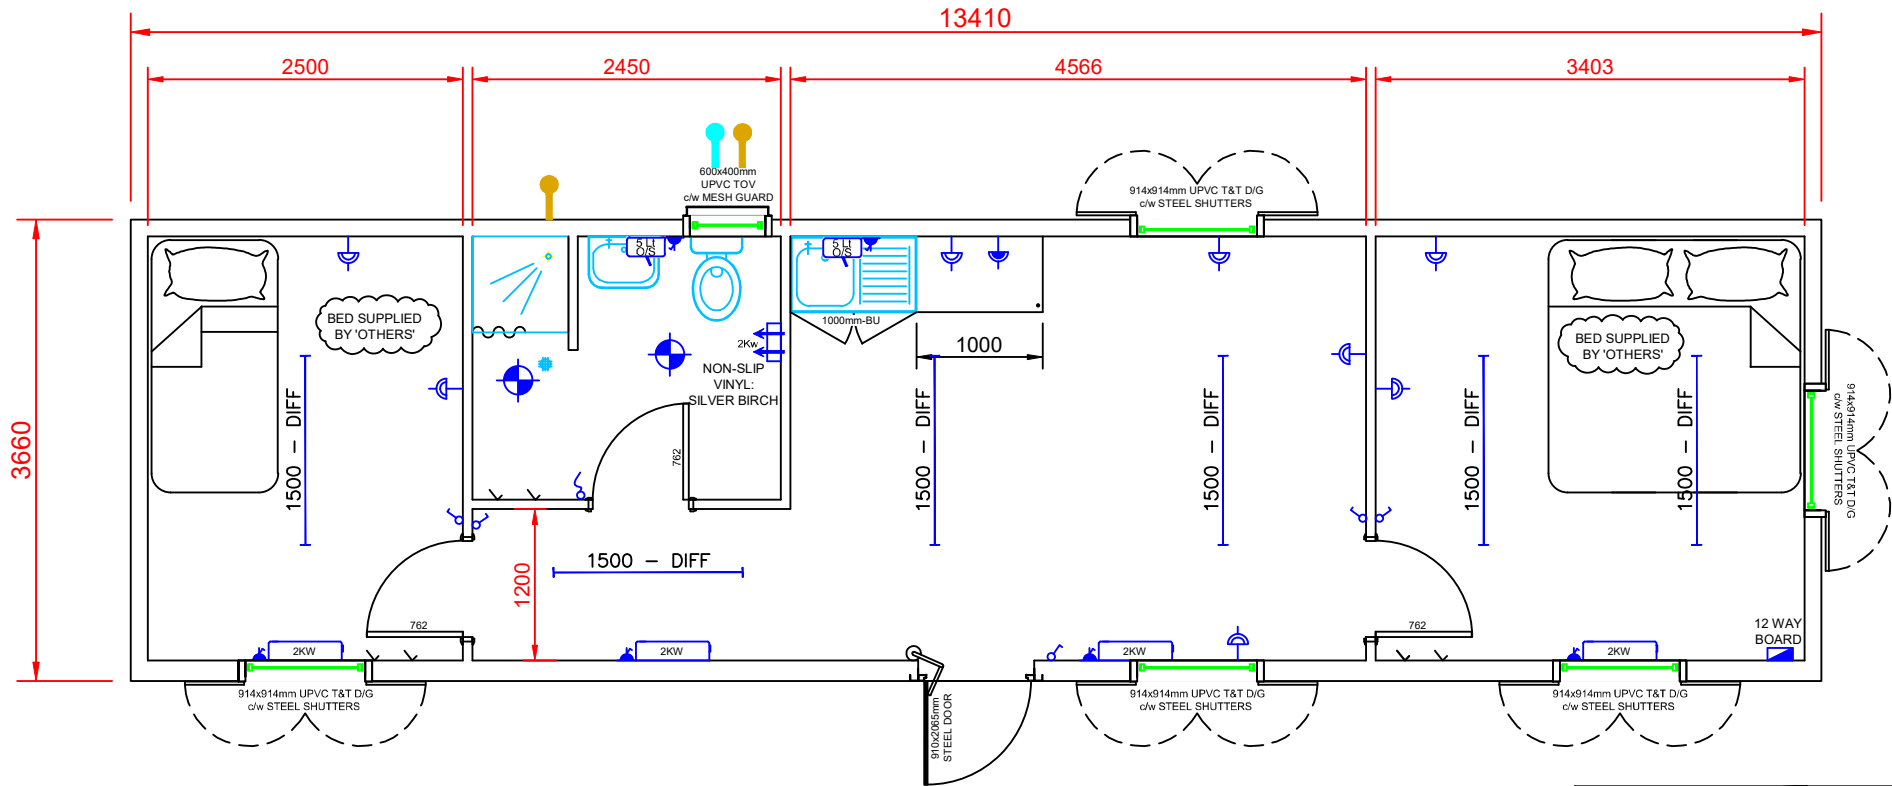 13410
2500
2450
4566
3403
600x400mm
UPVC TOV
c/w MESH GUARD
914x914mm UPVC T&T D/G
c/w STEEL SHUTTERS
3660
5 Lt
O/S
5 Lt
O/S
BED SUPPLIED
BY 'OTHERS'
1000mm-BU
2Kw
1000
BED SUPPLIED
BY 'OTHERS'
NON-SLIP
VINYL:
SILVER BIRCH
1500 - DIFF
762
1500 - DIFF
1500 - DIFF
1500 - DIFF
1500 - DIFF
914x914mm UPVC T&T D/G
c/w STEEL SHUTTERS
1200
1500 - DIFF
762
762
12 WAY
BOARD
2KW
2KW
2KW
2KW
914x914mm UPVC T&T D/G
c/w STEEL SHUTTERS
910x2065mm
STEEL DOOR
914x914mm UPVC T&T D/G
c/w STEEL SHUTTERS
914x914mm UPVC T&T D/G
c/w STEEL SHUTTERS